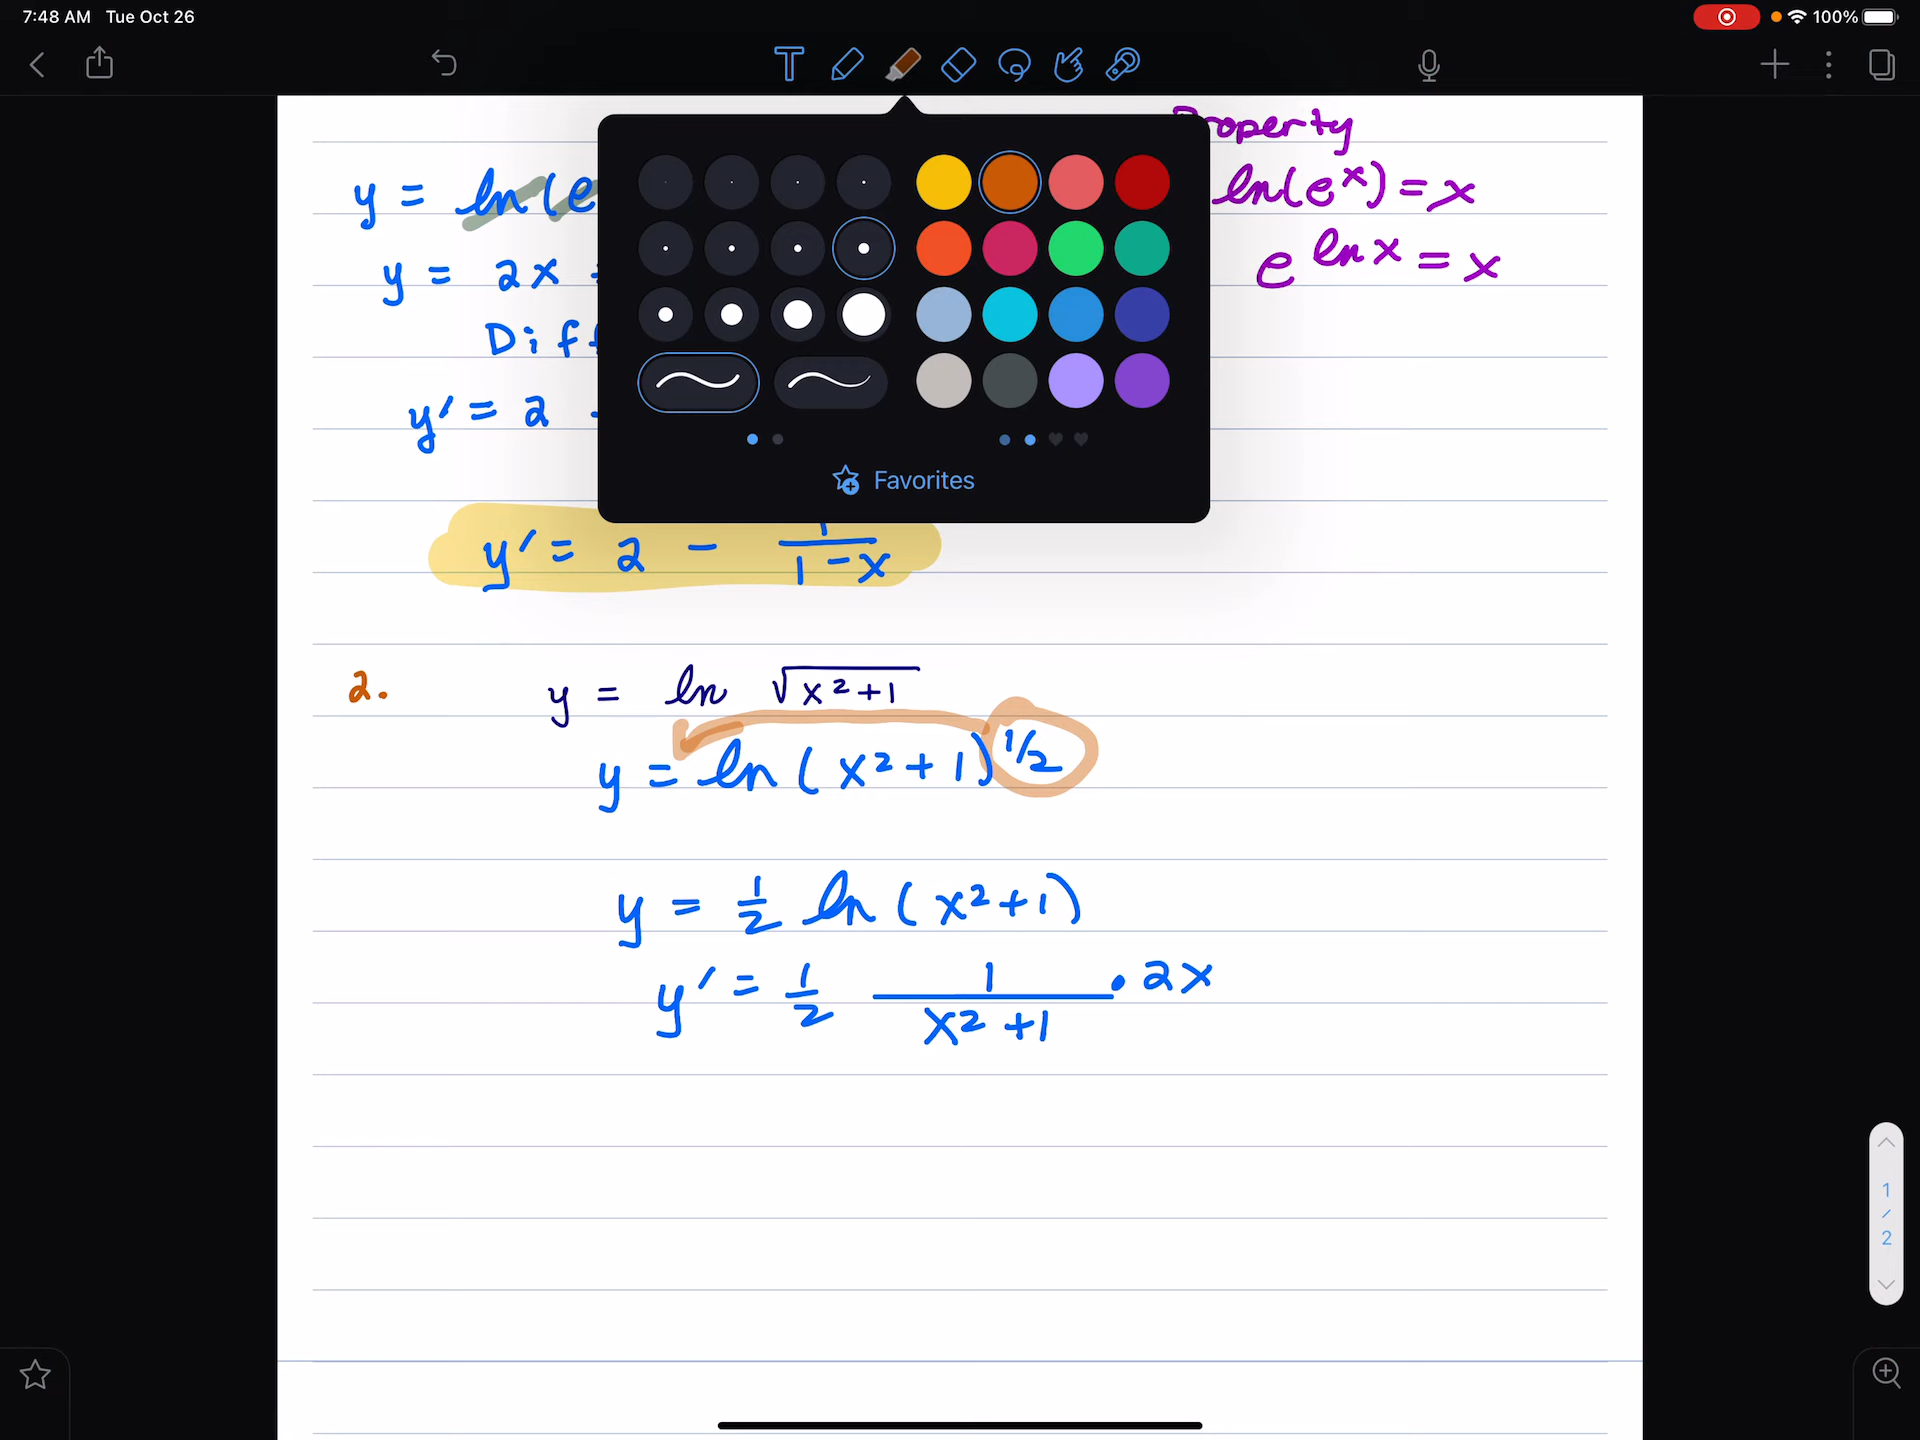 7:48 AM Tue Oct 26
100%
T
Property
y = ln(e
ln(e^x) = x
y = 2x
e^{ln x} = x
Diff
y' = 2 -
Favorites
y' = 2 - 1/(1-x)
2. y = ln √(x²+1)
y = ln(x²+1)^{1/2}
y = 1/2 ln(x²+1)
y' = 1/2 1/(x²+1) • 2x
1
/
2